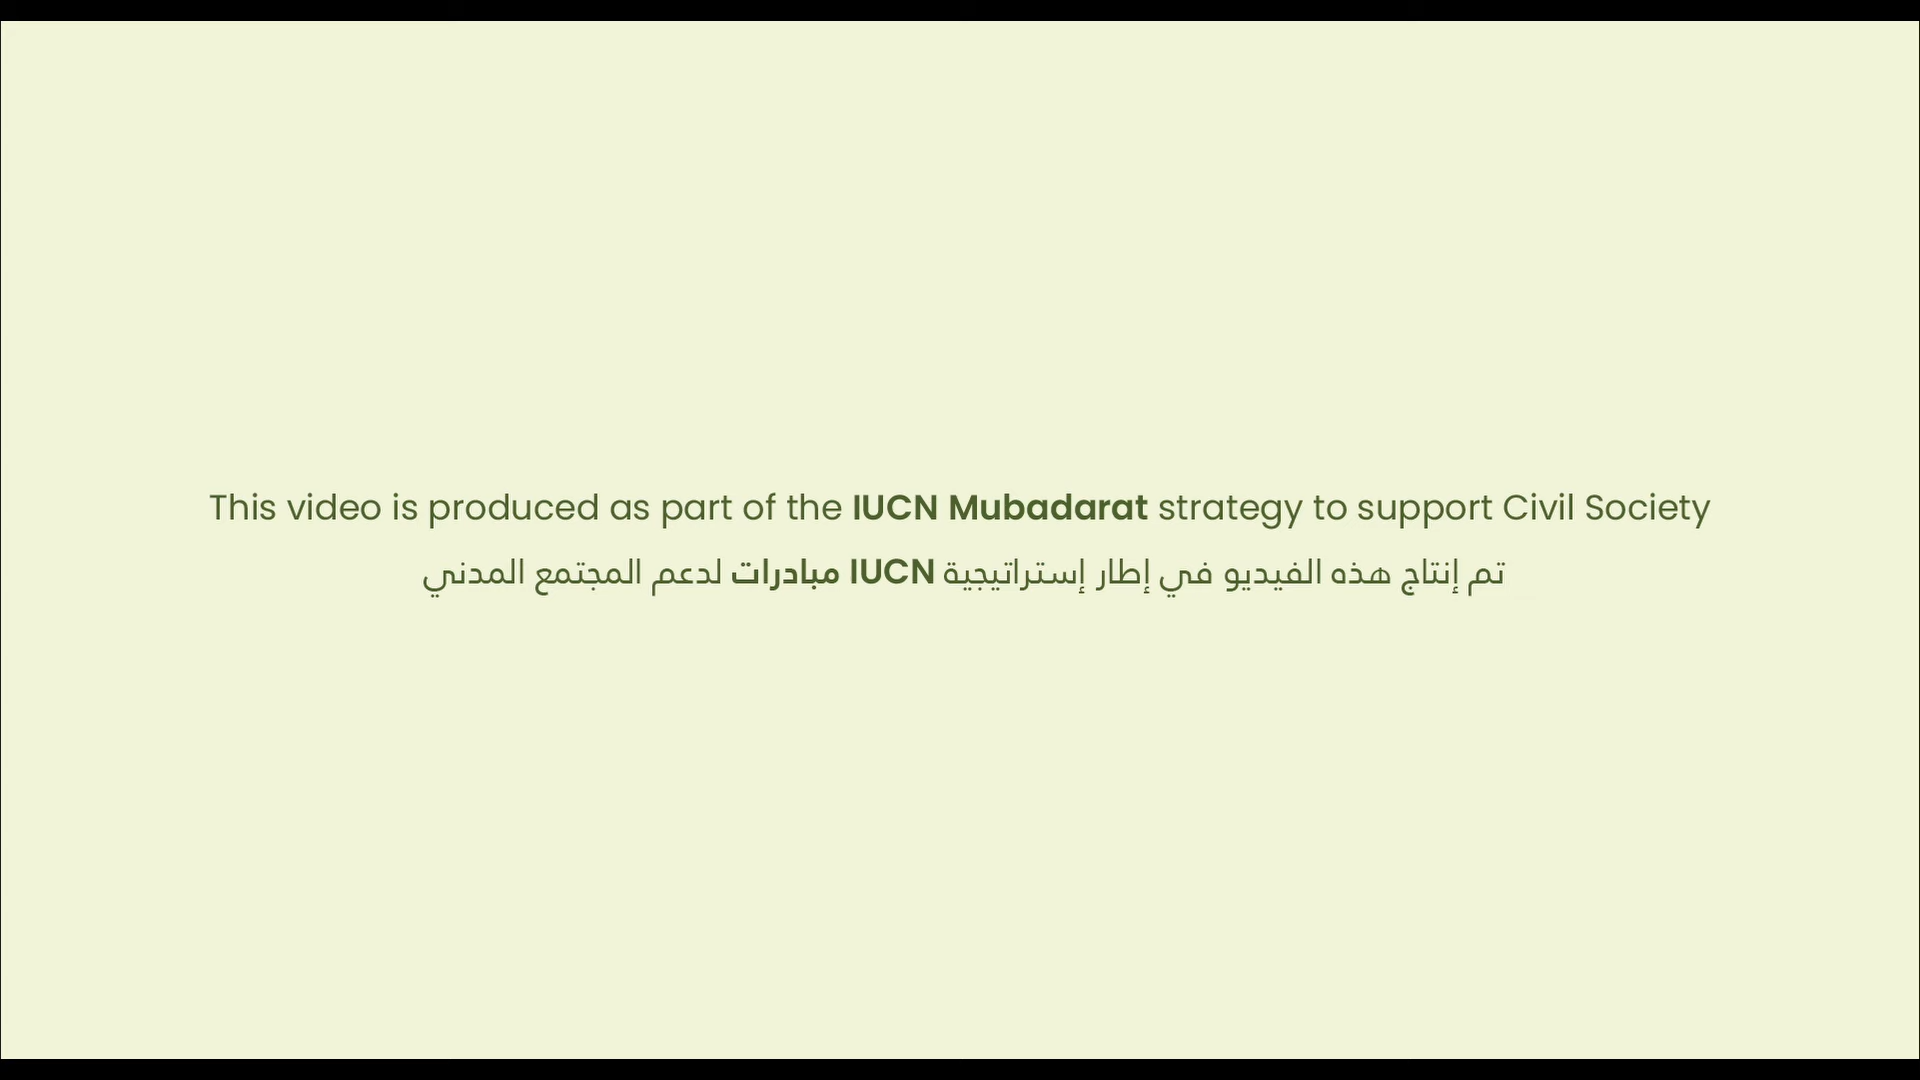 This video is produced as part of the IUCN Mubadarat strategy to support Civil Society
تم إنتاج هذه الفيديو في إطار إستراتيجية IUCN مبادرات لدعم المجتمع المدني